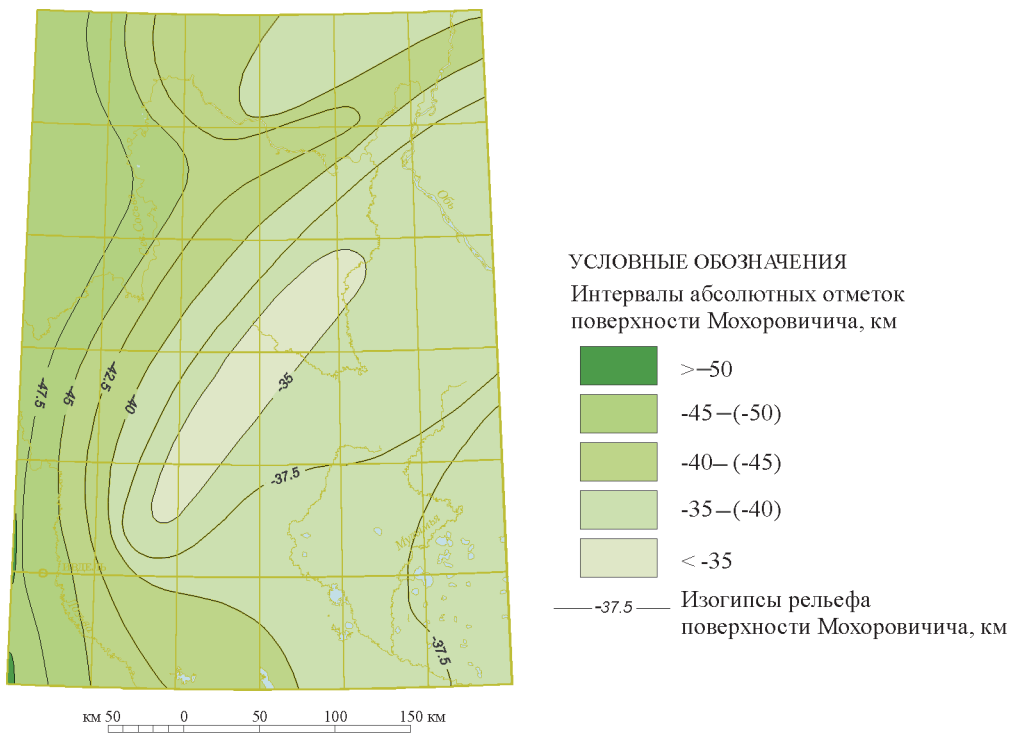 Обь
-47.5
-45
-42.5
-40
-35
-37.5
-37.5
УСЛОВНЫЕ ОБОЗНАЧЕНИЯ
Интервалы абсолютных отметок
поверхности Мохоровичича, км
>–50
-45–(-50)
-40–(-45)
-35–(-40)
< -35
-37.5
Изогипсы рельефа
поверхности Мохоровичича, км
км 50 0 50 100 150 км